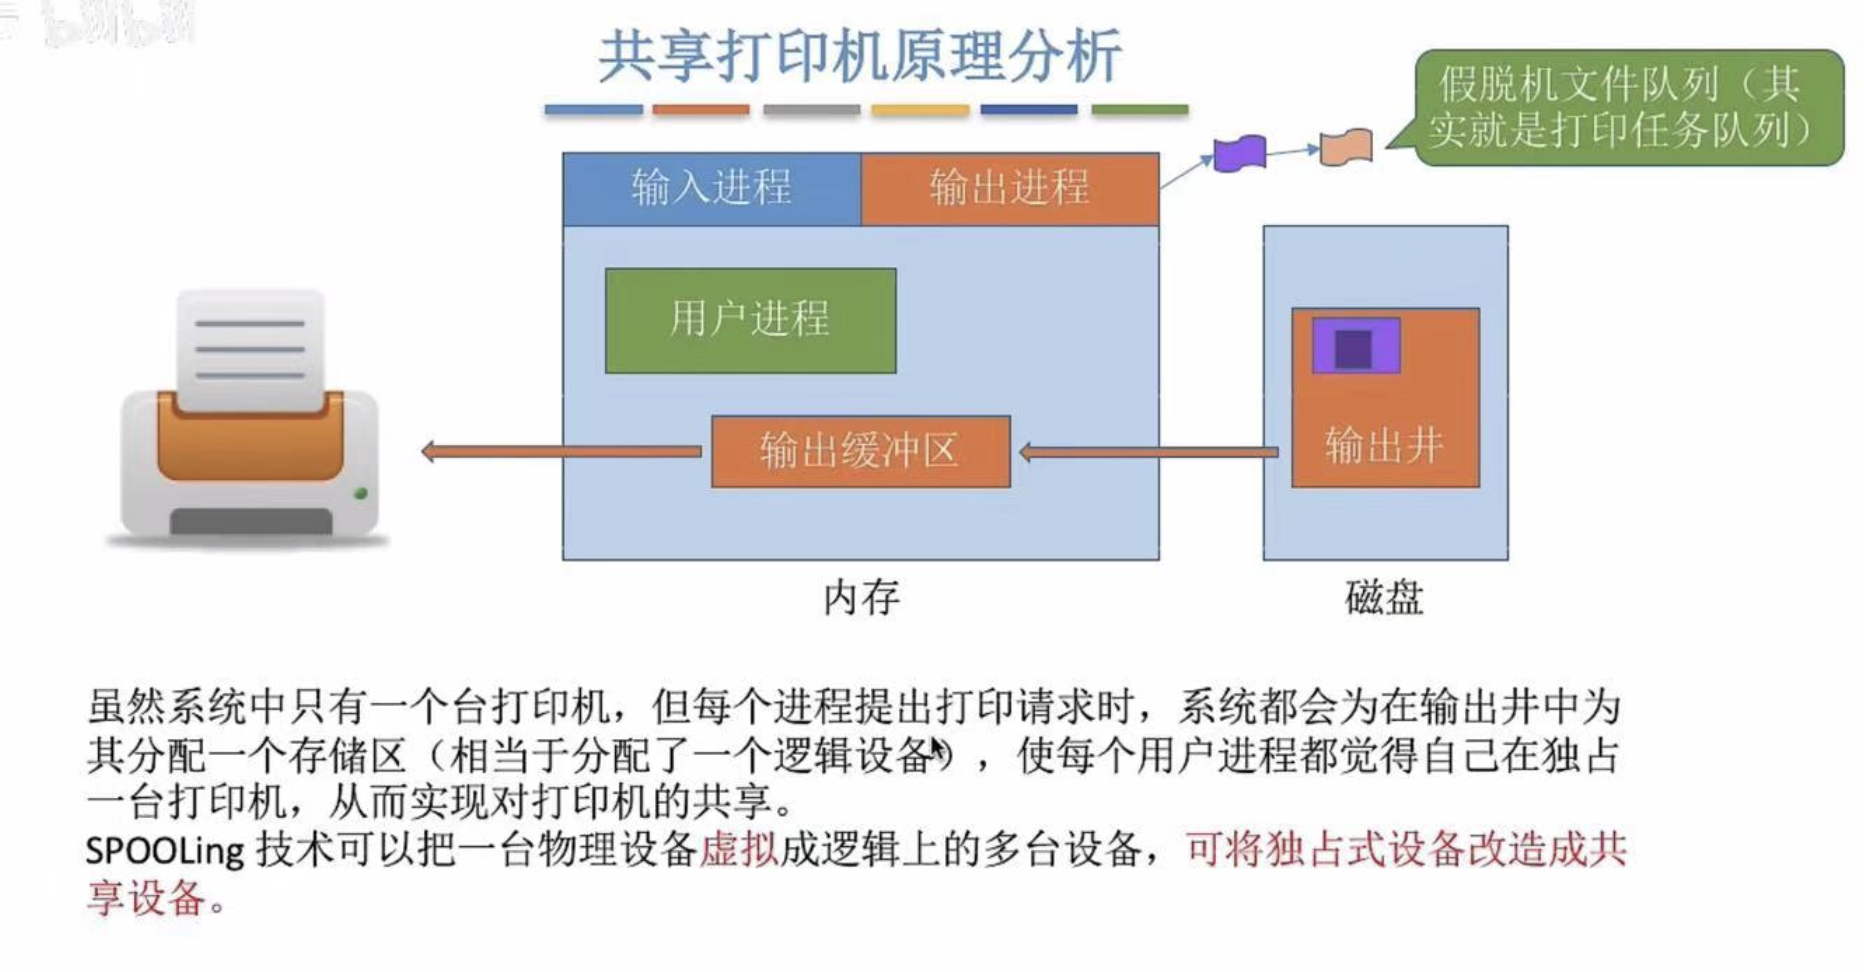 bilibili
共享打印机原理分析
假脱机文件队列（其
实就是打印任务队列）
输入进程
输出进程
用户进程
输出缓冲区
输出井
内存
磁盘
虽然系统中只有一个台打印机，但每个进程提出打印请求时，系统都会为在输出井中为
其分配一个存储区（相当于分配了一个逻辑设备），使每个用户进程都觉得自己在独占
一台打印机，从而实现对打印机的共享。
SPOOLing 技术可以把一台物理设备虚拟成逻辑上的多台设备，可将独占式设备改造成共
享设备。